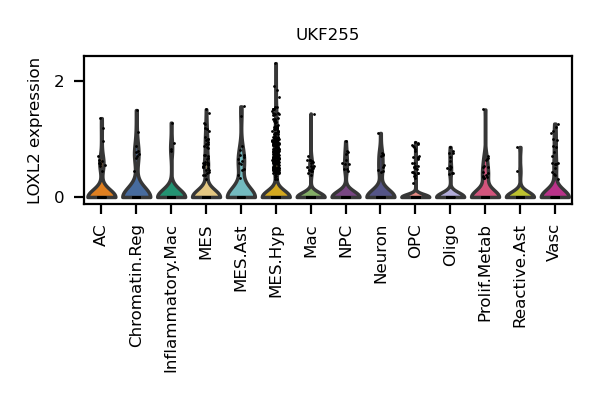 UKF255
LOXL2 expression
2
0
AC
Chromatin.Reg
Inflammatory.Mac
MES
MES.Ast
MES.Hyp
Mac
NPC
Neuron
OPC
Oligo
Prolif.Metab
Reactive.Ast
Vasc